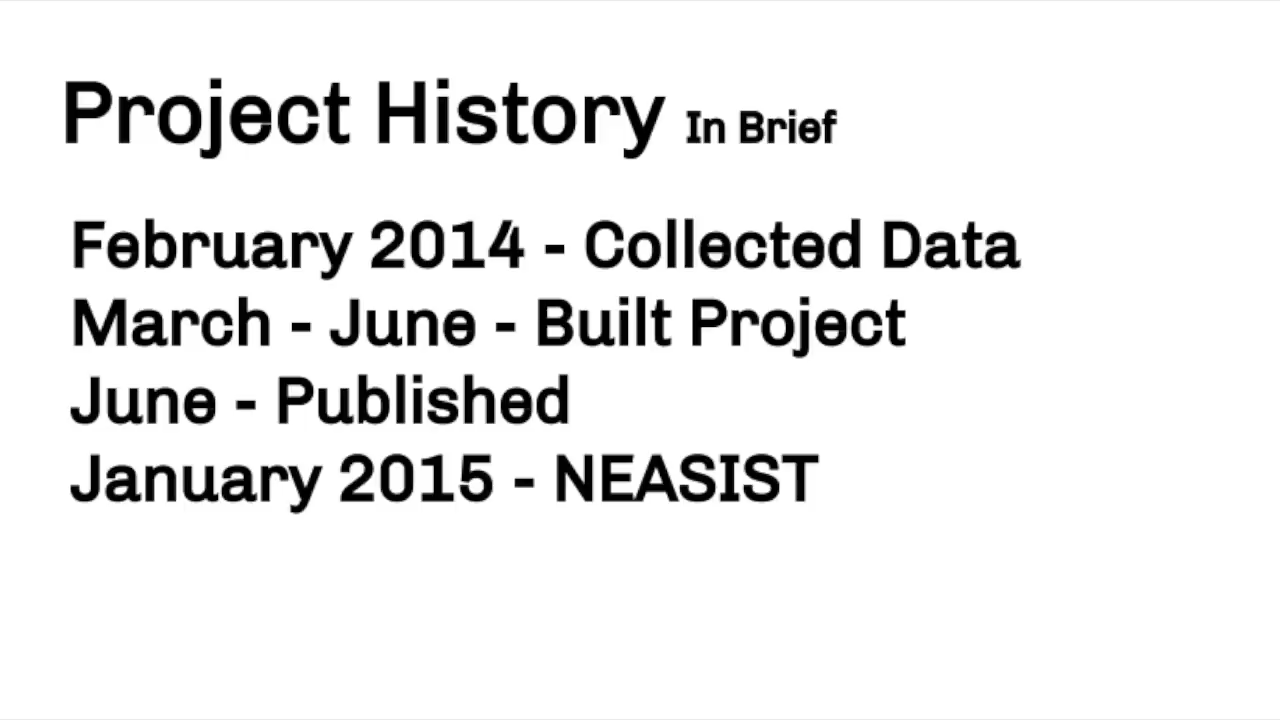 Project History In Brief
February 2014 - Collected Data
March - June - Built Project
June - Published
January 2015 - NEASIST